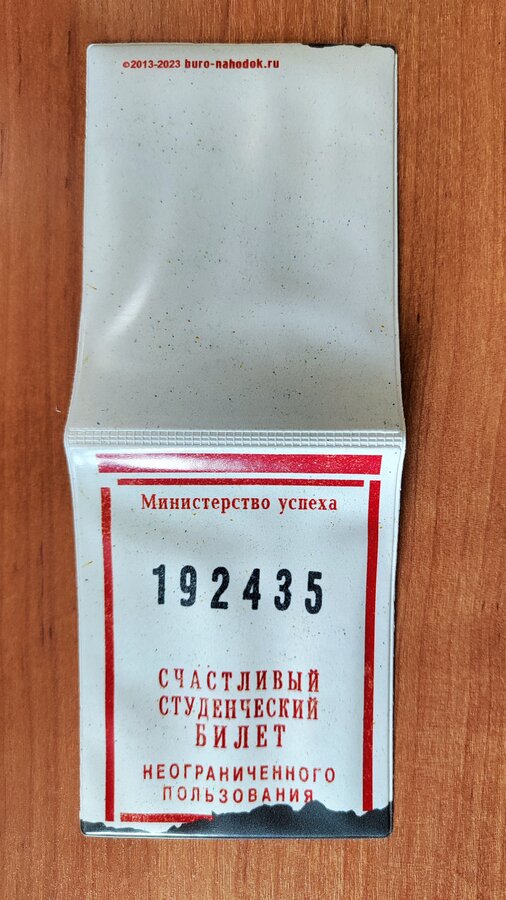 ©2013-2023 buro-nahodok.ru
Министерство успеха
192435
СЧАСТЛИВЫЙ
СТУДЕНЧЕСКИЙ
БИЛЕТ
НЕОГРАНИЧЕННОГО
ПОЛЬЗОВАНИЯ